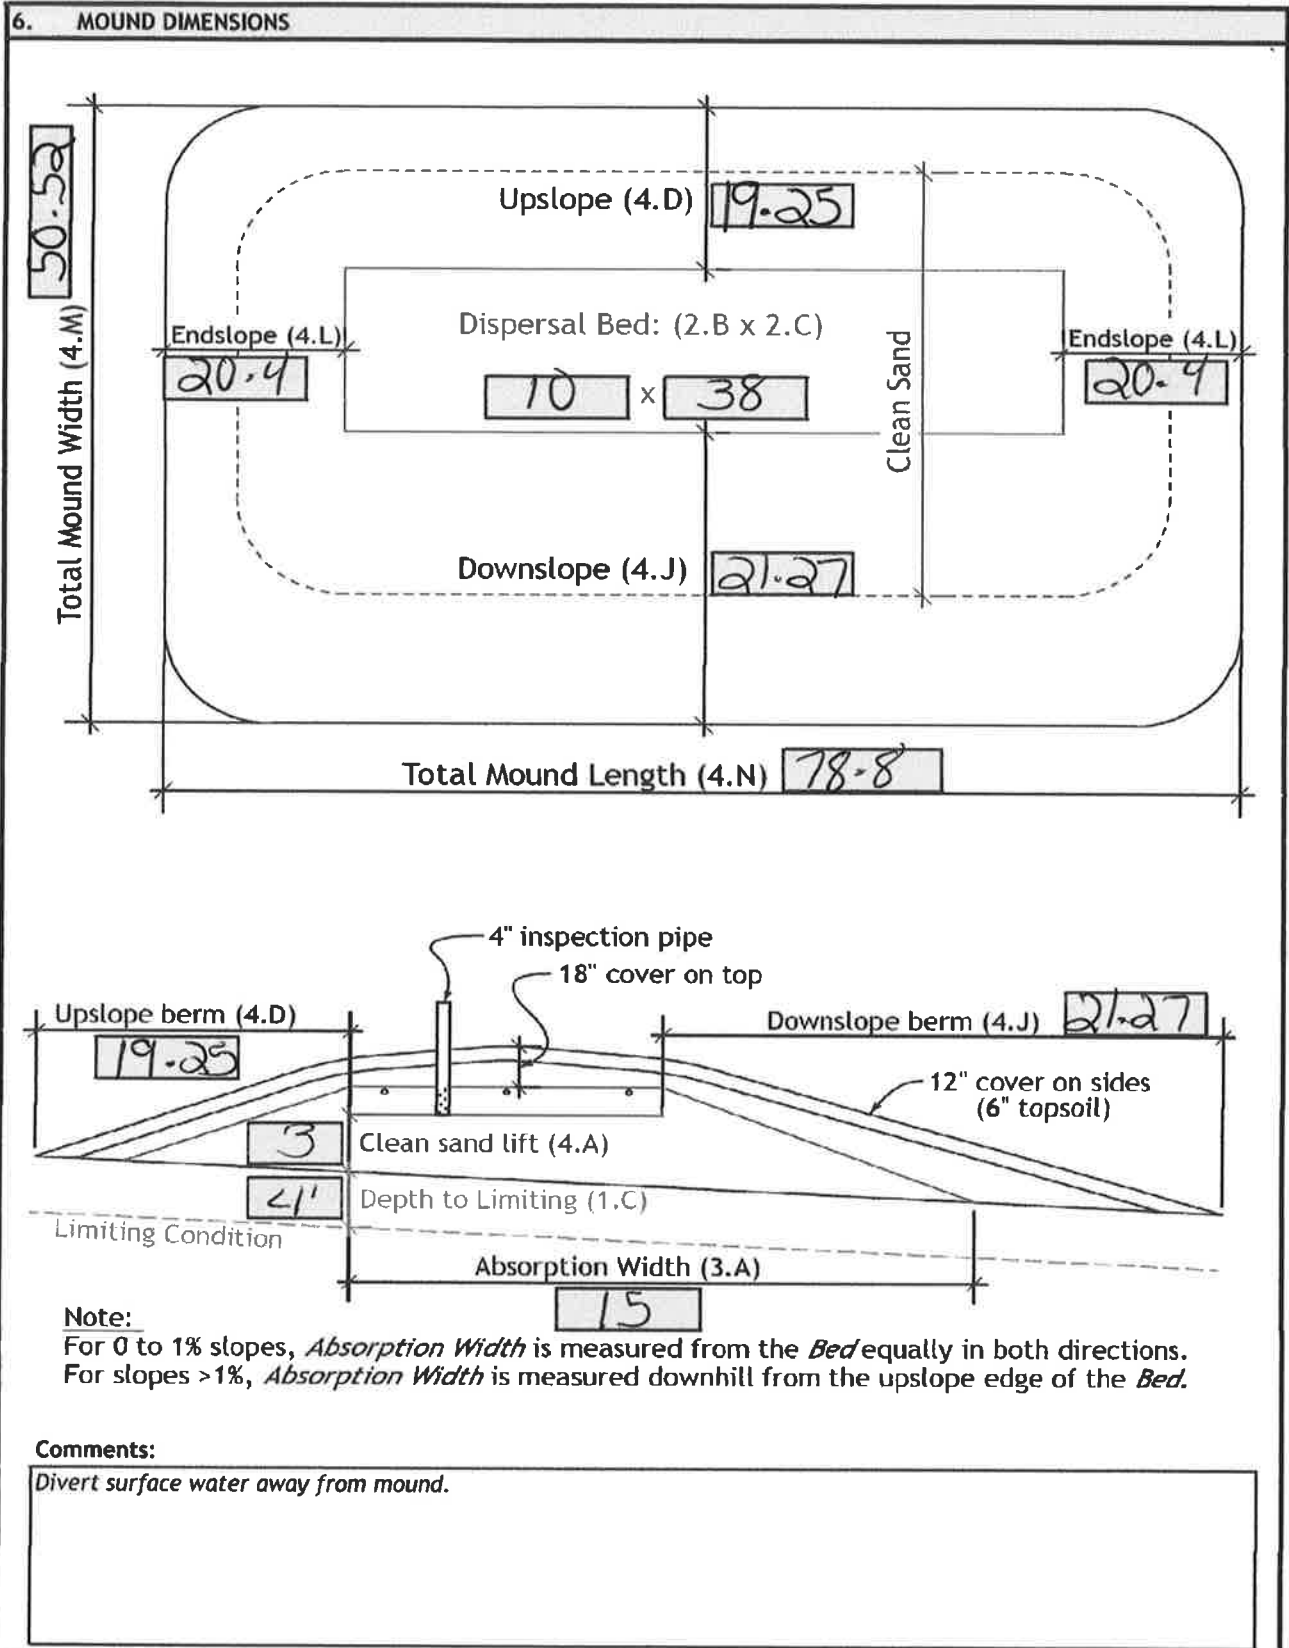 6. MOUND DIMENSIONS
50.52
Total Mound Width (4.M)
Upslope (4.D) 19.25
Endslope (4.L)
20.4
Dispersal Bed: (2.B x 2.C)
10 x 38
Clean Sand
Endslope (4.L)
20.4
Downslope (4.J) 21.27
Total Mound Length (4.N) 78.8
4" inspection pipe
18" cover on top
Upslope berm (4.D)
19.25
Downslope berm (4.J) 21.27
12" cover on sides
(6" topsoil)
3 Clean sand lift (4.A)
Depth to Limiting (1.C)
Limiting Condition
Absorption Width (3.A)
15
Note:
For 0 to 1% slopes, Absorption Width is measured from the Bed equally in both directions.
For slopes >1%, Absorption Width is measured downhill from the upslope edge of the Bed.
Comments:
Divert surface water away from mound.